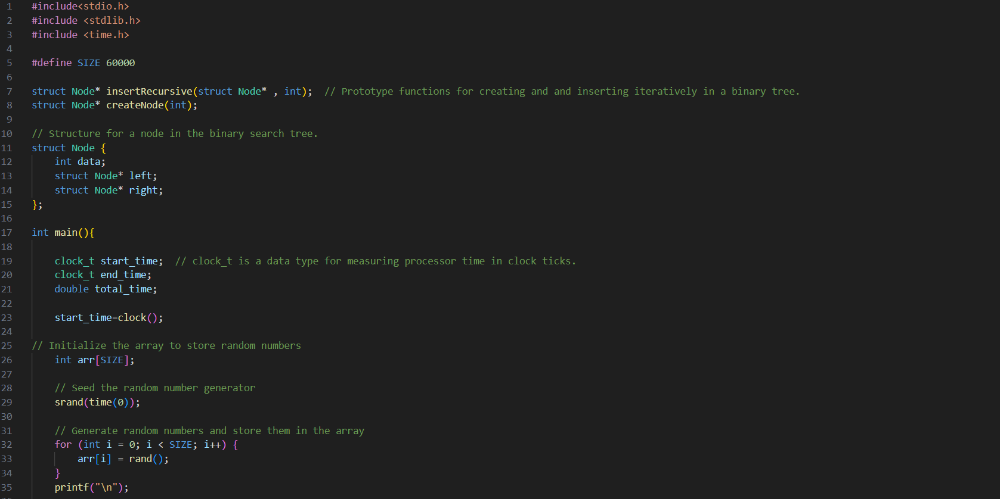 1 #include<stdio.h>
2 #include <stdlib.h>
3 #include <time.h>
4
5 #define SIZE 60000
6
7 struct Node* insertRecursive(struct Node* , int);  // Prototype functions for creating and and inserting iteratively in a binary tree.
8 struct Node* createNode(int);
9
10 // Structure for a node in the binary search tree.
11 struct Node {
12     int data;
13     struct Node* left;
14     struct Node* right;
15 };
16
17 int main(){
18
19     clock_t start_time;  // clock_t is a data type for measuring processor time in clock ticks.
20     clock_t end_time;
21     double total_time;
22
23     start_time=clock();
24
25 // Initialize the array to store random numbers
26     int arr[SIZE];
27
28     // Seed the random number generator
29     srand(time(0));
30
31     // Generate random numbers and store them in the array
32     for (int i = 0; i < SIZE; i++) {
33         arr[i] = rand();
34     }
35     printf("\n");